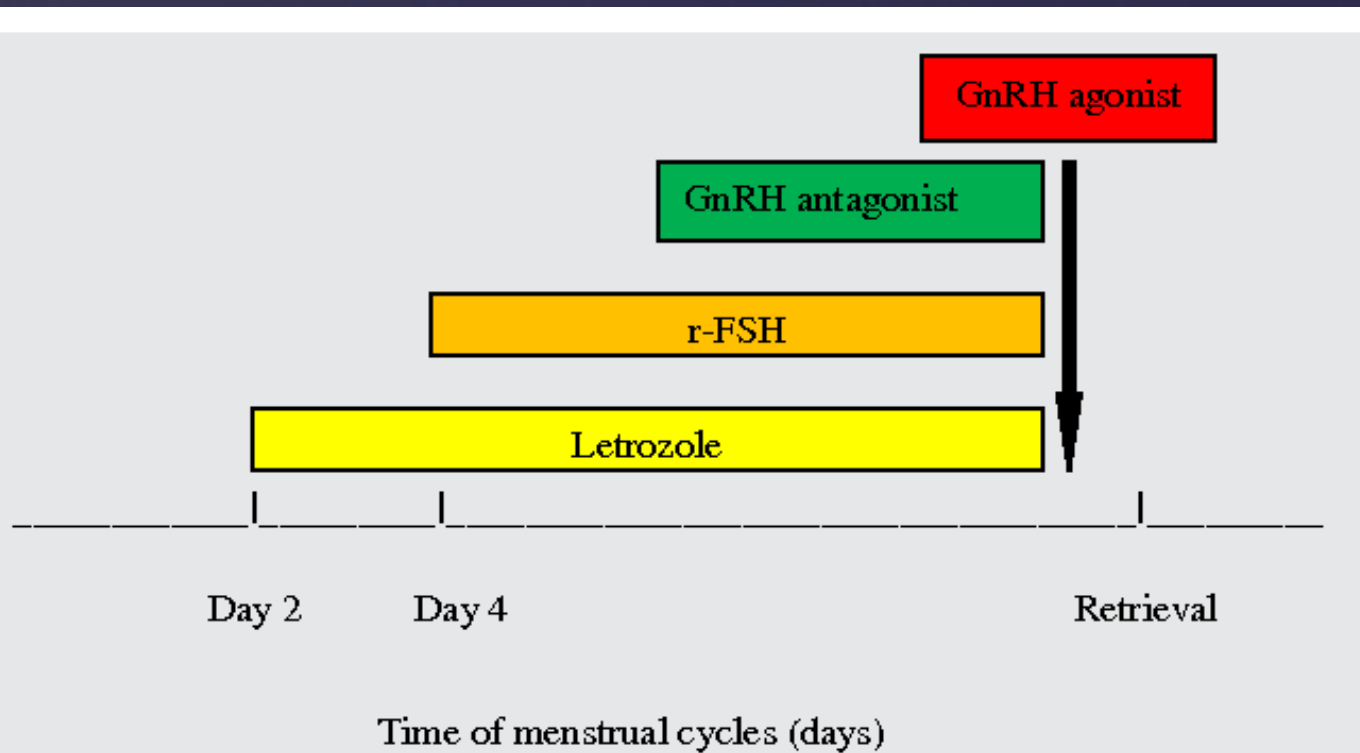 GnRH agonist
GnRH antagonist
r-FSH
Letrozole
Day 2 Day 4 Retrieval
Time of menstrual cycles (days)